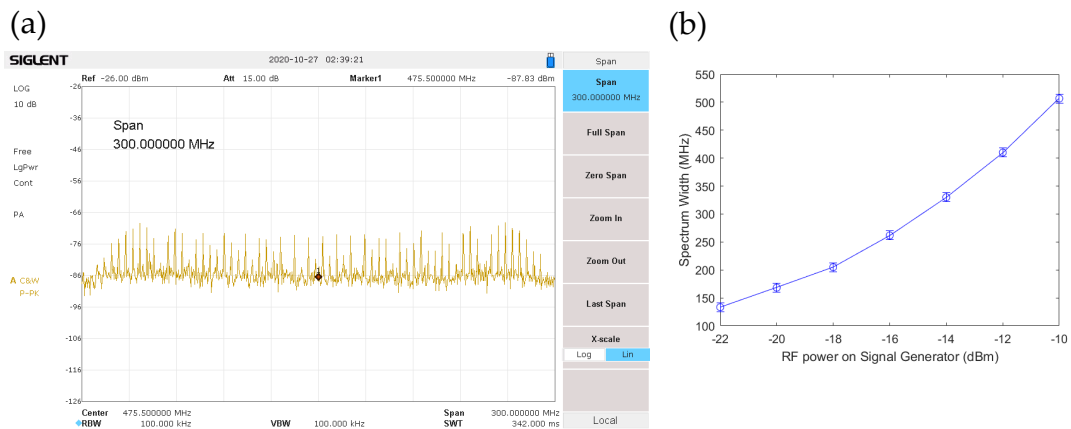 (a)
(b)
SIGLENT 2020-10-27 02:39:21
Ref -26.00 dBm Att 15.00 dB Marker1 475.500000 MHz -87.83 dBm
LOG
10 dB
Free
LgPwr
Cont
PA
A C&W
P-PK
-26
-36
-46
-56
-66
-76
-86
-96
-106
-116
-126
Span
300.000000 MHz
1
Center 475.500000 MHz Span 300.000000 MHz
RBW 100.000 kHz VBW 100.000 kHz SWT 342.000 ms
Span
Span
300.000000 MHz
Full Span
Zero Span
Zoom In
Zoom Out
Last Span
X-scale
Log Lin
Local
Spectrum Width (MHz)
550
500
450
400
350
300
250
200
150
100
-22 -20 -18 -16 -14 -12 -10
RF power on Signal Generator (dBm)